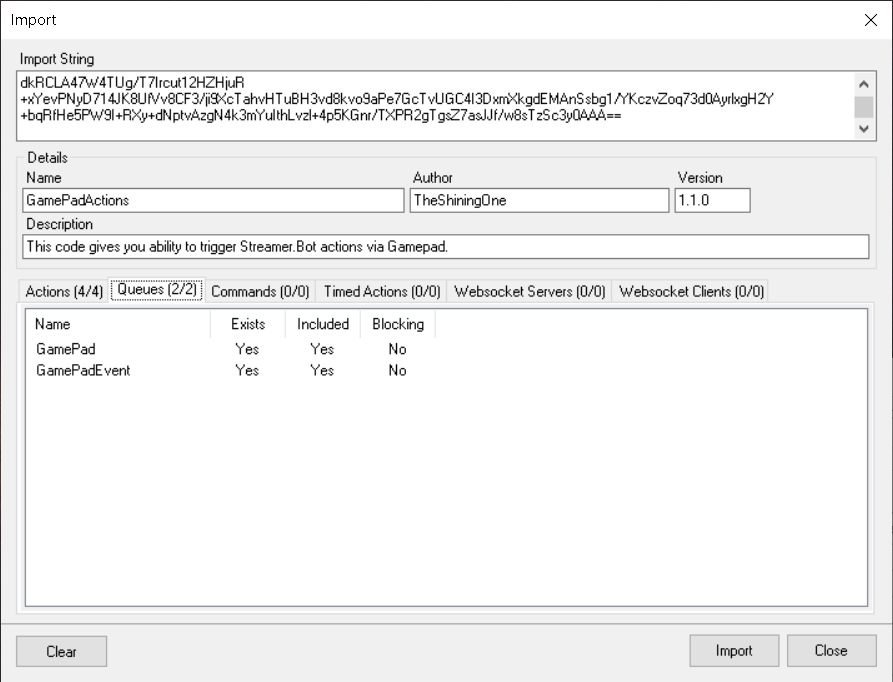 Import
Import String
dkRCLA47W4TUg/T7Ircut12HZHjuR
+xYevPNyD714JK8UfVv8CF3/ji9XcTahvHTuBH3vd8kvo9aPe7GcTvUGC4I3DxmXkgdEMAnSsbg1/YKczvZoq73d0AyrIxgH2Y
+bqRfHe5PW9I+RXy+dNptvAzgN4k3mYuIthLvzl+4p5KGnr/TXPR2gTgsZ7asJJf/w8sTzSc3y0AAA==
Details
Name Author Version
GamePadActions TheShiningOne 1.1.0
Description
This code gives you ability to trigger Streamer.Bot actions via Gamepad.
Actions (4/4) Queues (2/2) Commands (0/0) Timed Actions (0/0) Websocket Servers (0/0) Websocket Clients (0/0)
Name Exists Included Blocking
GamePad Yes Yes No
GamePadEvent Yes Yes No
Clear Import Close